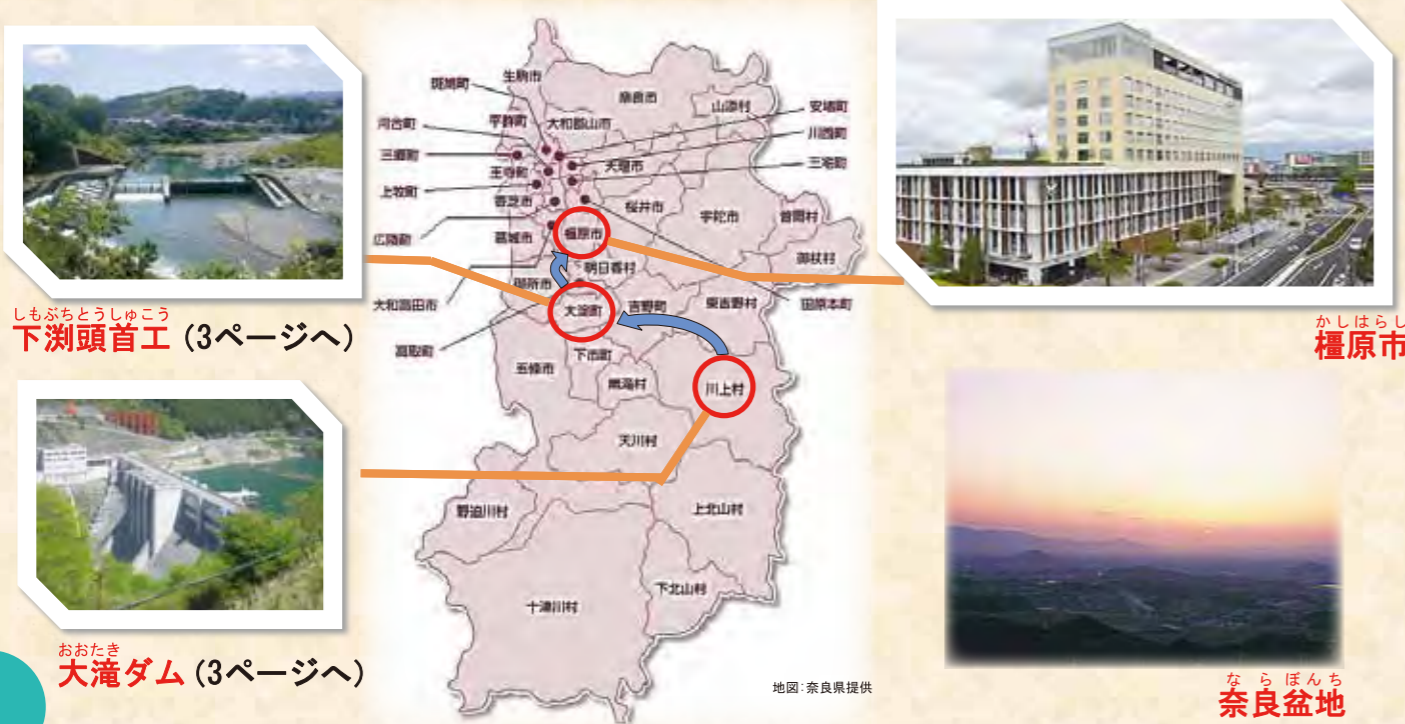 しもぶちとうしゅこう
下渕頭首工 (3ページへ)
おおたき
大滝ダム (3ページへ)
斑鳩町
生駒市
奈良市
山添村
安堵町
河合町
平群町
大和郡山市
川西町
三郷町
天理市
三宅町
王寺町
上牧町
香芝市
桜井市
宇陀市
曽爾村
広陵町
葛城市
橿原市
御杖村
明日香村
御所市
大和高田市
大淀町
吉野町
東吉野村
田原本町
高取町
下市町
五條市
黒滝村
川上村
天川村
野迫川村
上北山村
下北山村
十津川村
地図:奈良県提供
かしはらし
橿原市
ならぼんち
奈良盆地